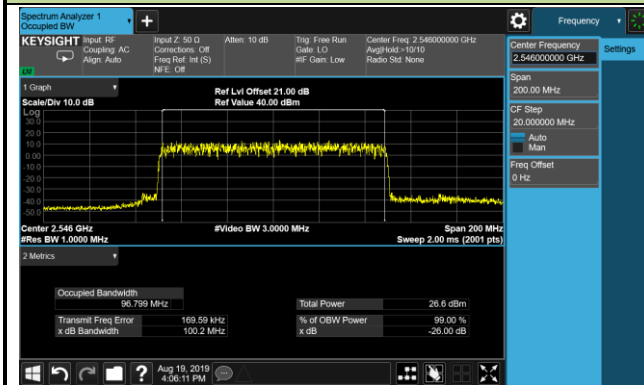 Spectrum Analyzer 1
Occupied BW
Frequency
KEYSIGHT
Input: RF
Coupling: AC
Align: Auto
Input Z: 50 Ω
Corrections: Off
Freq Ref: Int (S)
NFE: Off
Atten: 10 dB
Trig: Free Run
Gate: LO
#IF Gain: Low
Center Freq: 2.546000000 GHz
Avg|Hold:>10/10
Radio Std: None
1 Graph
Scale/Div 10.0 dB
Ref Lvl Offset 21.00 dB
Ref Value 40.00 dBm
Log
30.0
20.0
10.0
0.00
-10.0
-20.0
-30.0
-40.0
-50.0
Center 2.546 GHz
#Video BW 3.0000 MHz
Span 200 MHz
#Res BW 1.0000 MHz
Sweep 2.00 ms (2001 pts)
2 Metrics
Occupied Bandwidth
96.799 MHz
Total Power 26.6 dBm
Transmit Freq Error 169.59 kHz
% of OBW Power 99.00 %
x dB Bandwidth 100.2 MHz
x dB -26.00 dB
Aug 19, 2019
4:06:11 PM
Center Frequency
2.546000000 GHz
Settings
Span
200.00 MHz
CF Step
20.000000 MHz
Auto
Man
Freq Offset
0 Hz